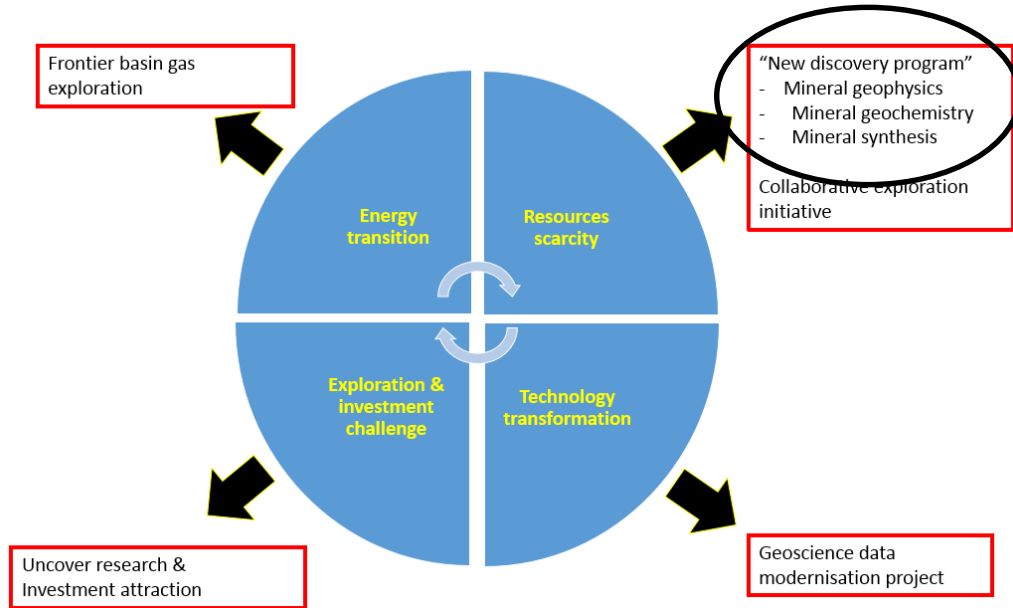 Frontier basin gas
exploration
“New discovery program”
- Mineral geophysics
- Mineral geochemistry
- Mineral synthesis
Collaborative exploration
initiative
Energy
transition
Resources
scarcity
Exploration &
investment
challenge
Technology
transformation
Uncover research &
Investment attraction
Geoscience data
modernisation project